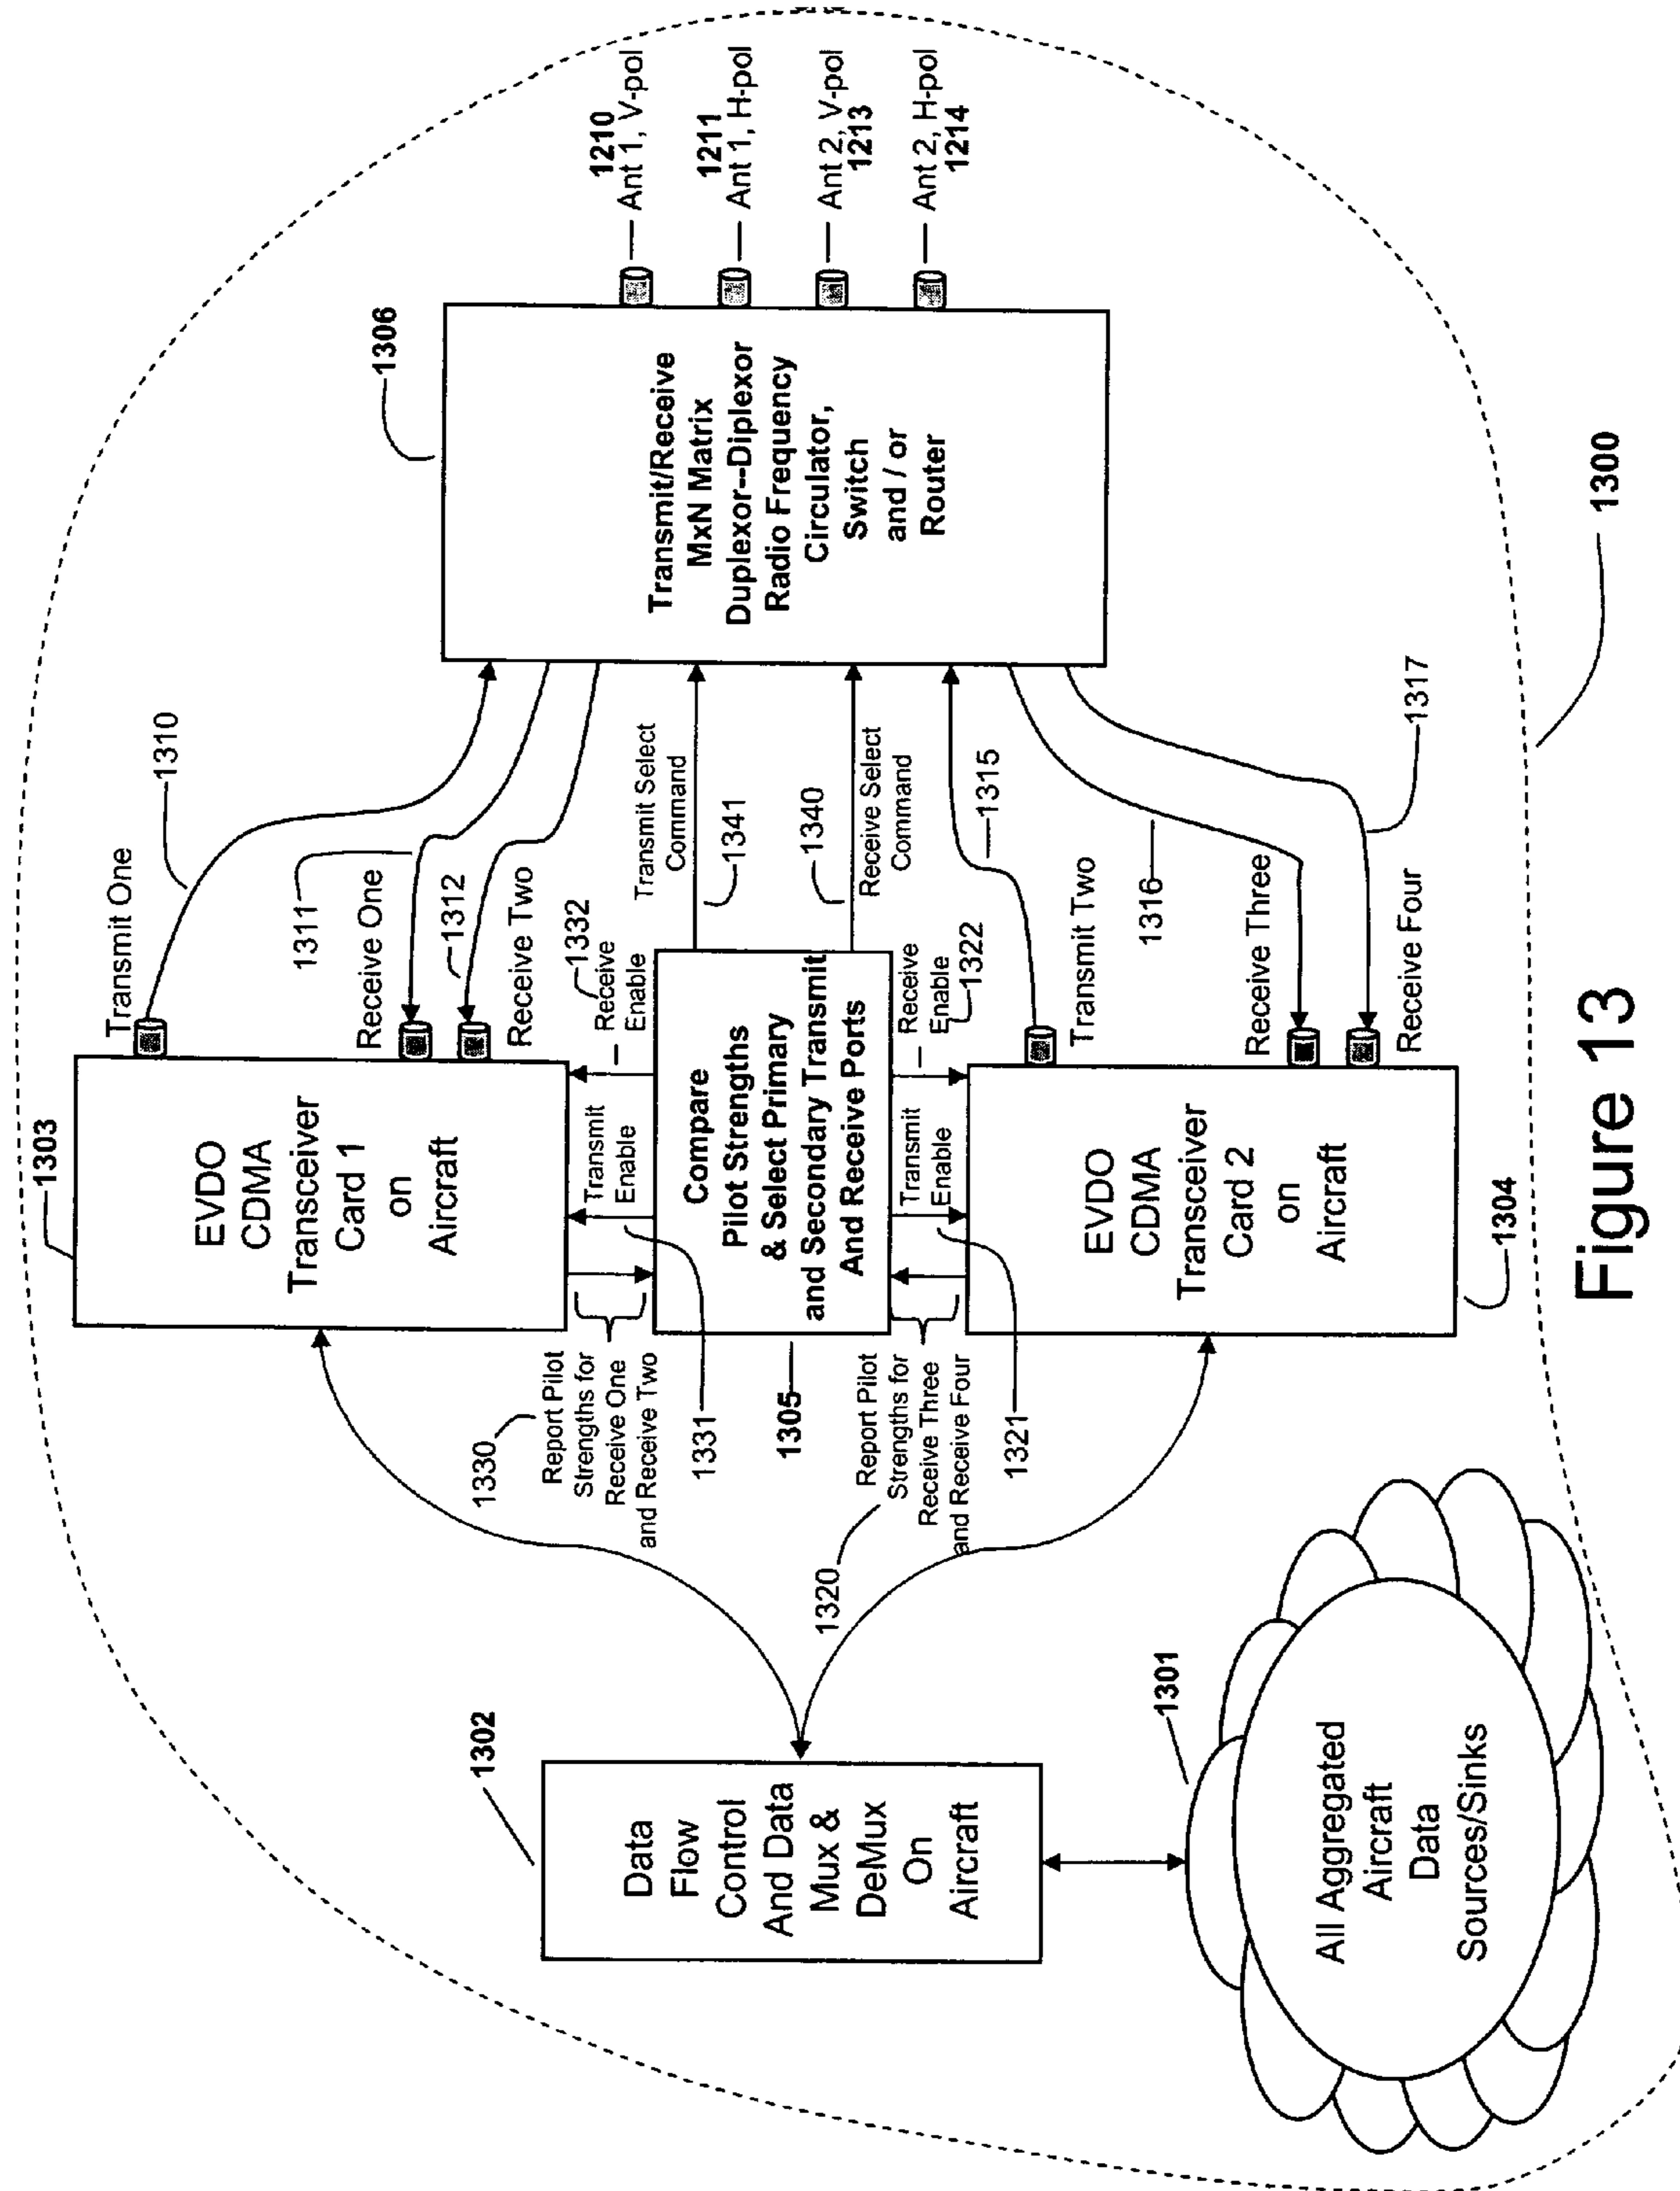 1303
EVDO
CDMA
Transceiver
Card 1
on
Aircraft
Transmit One
1310
1311
Receive One
1312
Receive Two
1306
Transmit/Receive
MxN Matrix
Duplexor--Diplexor
Radio Frequency
Circulator,
Switch
and / or
Router
1210
Ant 1, V-pol
1211
Ant 1, H-pol
Ant 2, V-pol
1213
Ant 2, H-pol
1214
1330
Report Pilot
Strengths for
Receive One
and Receive Two
1331
Transmit
Enable
1332
Receive
Enable
Transmit Select
Command
1341
1305
Compare
Pilot Strengths
& Select Primary
and Secondary Transmit
And Receive Ports
1340
Receive Select
Command
1320
Report Pilot
Strengths for
Receive Three
and Receive Four
1321
Transmit
Enable
Receive
Enable
1322
1315
Transmit Two
1316
Receive Three
1317
Receive Four
EVDO
CDMA
Transceiver
Card 2
on
Aircraft
1304
1302
Data
Flow
Control
And Data
Mux &
DeMux
On
Aircraft
1301
All Aggregated
Aircraft
Data
Sources/Sinks
1300
Figure 13